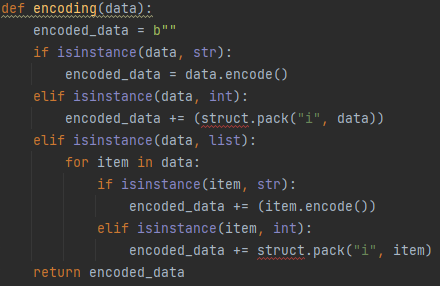 def encoding(data):
    encoded_data = b""
    if isinstance(data, str):
        encoded_data = data.encode()
    elif isinstance(data, int):
        encoded_data += (struct.pack("i", data))
    elif isinstance(data, list):
        for item in data:
            if isinstance(item, str):
                encoded_data += (item.encode())
            elif isinstance(item, int):
                encoded_data += struct.pack("i", item)
    return encoded_data